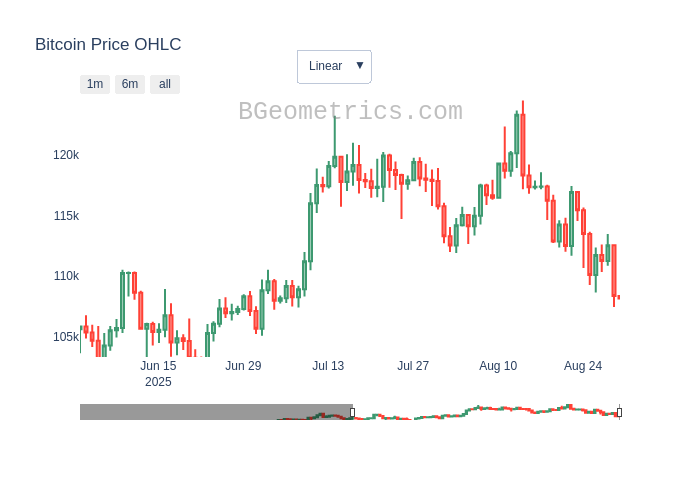 Bitcoin Price OHLC
Linear ▼
1m 6m all
BGeometrics.com
120k
115k
110k
105k
Jun 15 Jun 29 Jul 13 Jul 27 Aug 10 Aug 24
2025